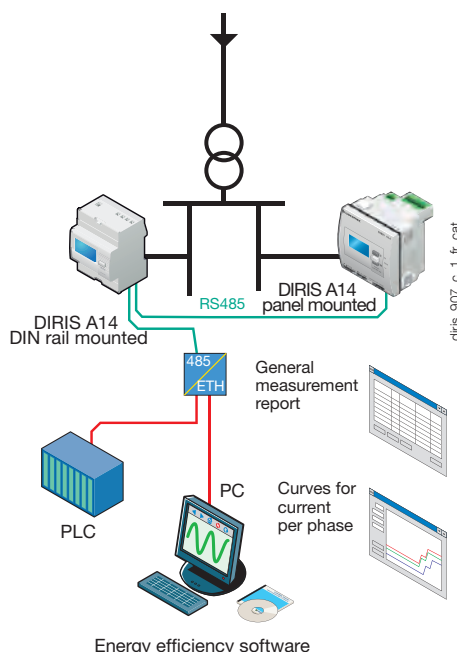 RS485
DIRIS A14
panel mounted
DIRIS A14
DIN rail mounted
diris_907_c_1_fr_cat
485
ETH
General
measurement
report
PLC
PC
Curves for
current
per phase
Energy efficiency software